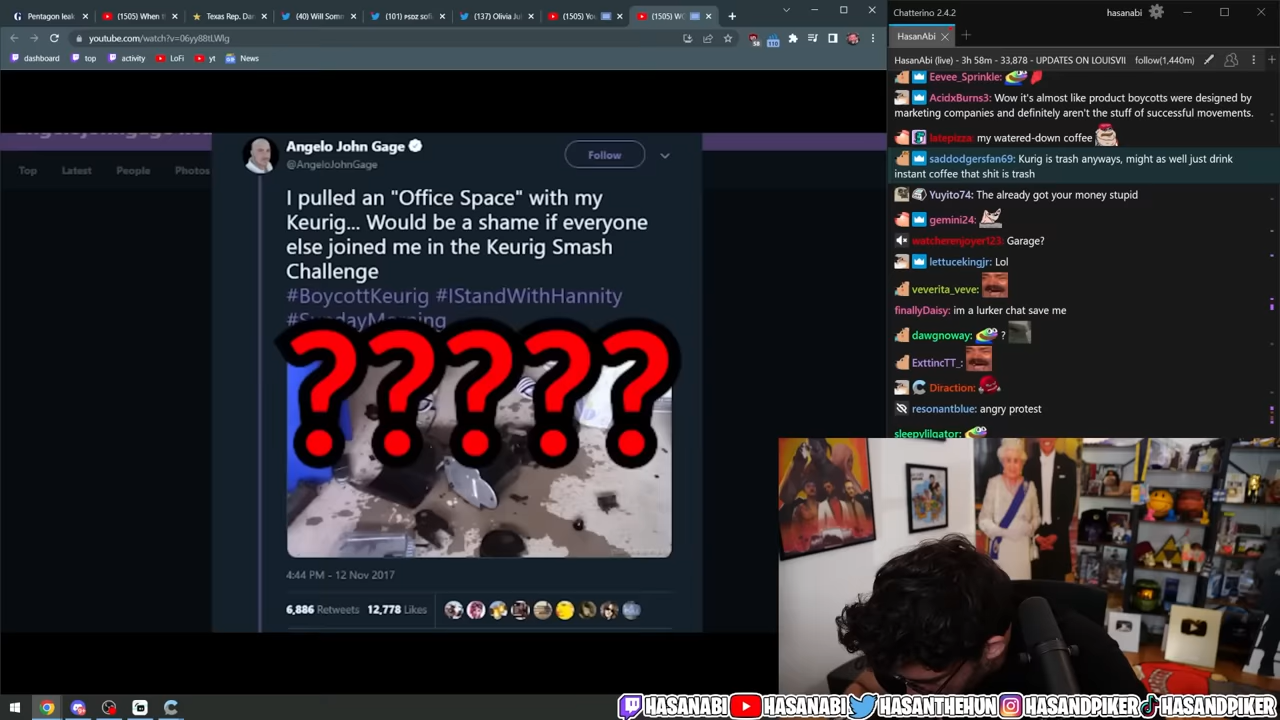 Pentagon leak
(1505) When t
Texas Rep. Da
(40) Will Som
(101) #soz sofi
(137) Olivia Ju
(1505) Yo
(1505) W
youtube.com/watch?v=06yy88tLWlg
dashboard
top
activity
LoFi
yt
News
Top
Latest
People
Photos
Angelo John Gage
@AngeloJohnGage
Follow
I pulled an "Office Space" with my
Keurig... Would be a shame if everyone
else joined me in the Keurig Smash
Challenge
#BoycottKeurig #IStandWithHannity
#SundayMorning
?????
4:44 PM - 12 Nov 2017
6,886 Retweets 12,778 Likes
Chatterino 2.4.2
hasanabi
HasanAbi
HasanAbi (live) - 3h 58m - 33,878 - UPDATES ON LOUISVII
follow(1,440m)
Eevee_Sprinkle:
AcidxBurns3: Wow it's almost like product boycotts were designed by
marketing companies and definitely aren't the stuff of successful movements.
latepizza: my watered-down coffee
saddodgersfan69: Kurig is trash anyways, might as well just drink
instant coffee that shit is trash
Yuyito74: The already got your money stupid
gemini24:
watcherenjoyer123: Garage?
lettucekingjr: Lol
veverita_veve:
finallyDaisy: im a lurker chat save me
dawgnoway: ?
ExttincTT_:
Diraction:
resonantblue: angry protest
sleepylilgator:
HASANABI
HASANABI
HASANTHEHUN
HASANDPIKER
HASANDPIKER